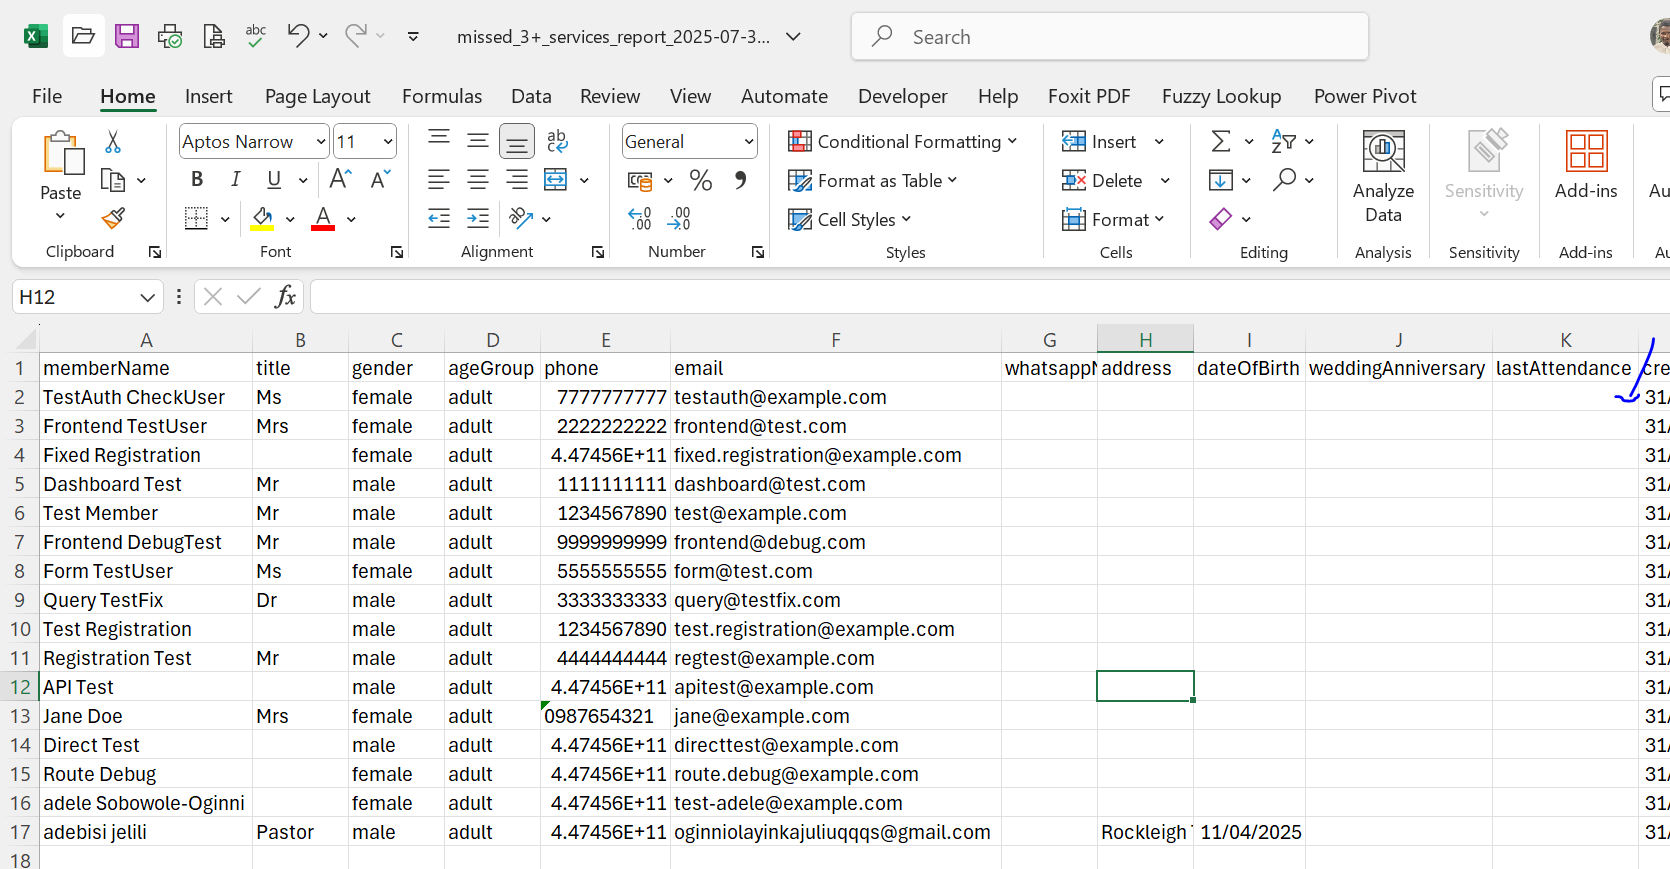 missed_3+_services_report_2025-07-3...
Search
File Home Insert Page Layout Formulas Data Review View Automate Developer Help Foxit PDF Fuzzy Lookup Power Pivot
Paste
Clipboard
Aptos Narrow 11
B I U A A
A
Font
ab
Alignment
General
% 9
.00 .00
Number
Conditional Formatting
Format as Table
Cell Styles
Styles
Insert
Delete
Format
Cells
Editing
Analyze
Data
Analysis
Sensitivity
Sensitivity
Add-ins
Add-ins
Au
Au
H12
fx
A B C D E F G H I J K
1 memberName title gender ageGroup phone email whatsappN address dateOfBirth weddingAnniversary lastAttendance cre
2 TestAuth CheckUser Ms female adult 7777777777 testauth@example.com 31/
3 Frontend TestUser Mrs female adult 2222222222 frontend@test.com 31/
4 Fixed Registration female adult 4.47456E+11 fixed.registration@example.com 31/
5 Dashboard Test Mr male adult 1111111111 dashboard@test.com 31/
6 Test Member Mr male adult 1234567890 test@example.com 31/
7 Frontend DebugTest Mr male adult 9999999999 frontend@debug.com 31/
8 Form TestUser Ms female adult 5555555555 form@test.com 31/
9 Query TestFix Dr male adult 3333333333 query@testfix.com 31/
10 Test Registration male adult 1234567890 test.registration@example.com 31/
11 Registration Test Mr male adult 4444444444 regtest@example.com 31/
12 API Test male adult 4.47456E+11 apitest@example.com 31/
13 Jane Doe Mrs female adult 0987654321 jane@example.com 31/
14 Direct Test male adult 4.47456E+11 directtest@example.com 31/
15 Route Debug female adult 4.47456E+11 route.debug@example.com 31/
16 adele Sobowole-Oginni female adult 4.47456E+11 test-adele@example.com 31/
17 adebisi jelili Pastor male adult 4.47456E+11 oginniolayinkajuliuqqqs@gmail.com Rockleigh 11/04/2025 31/
18